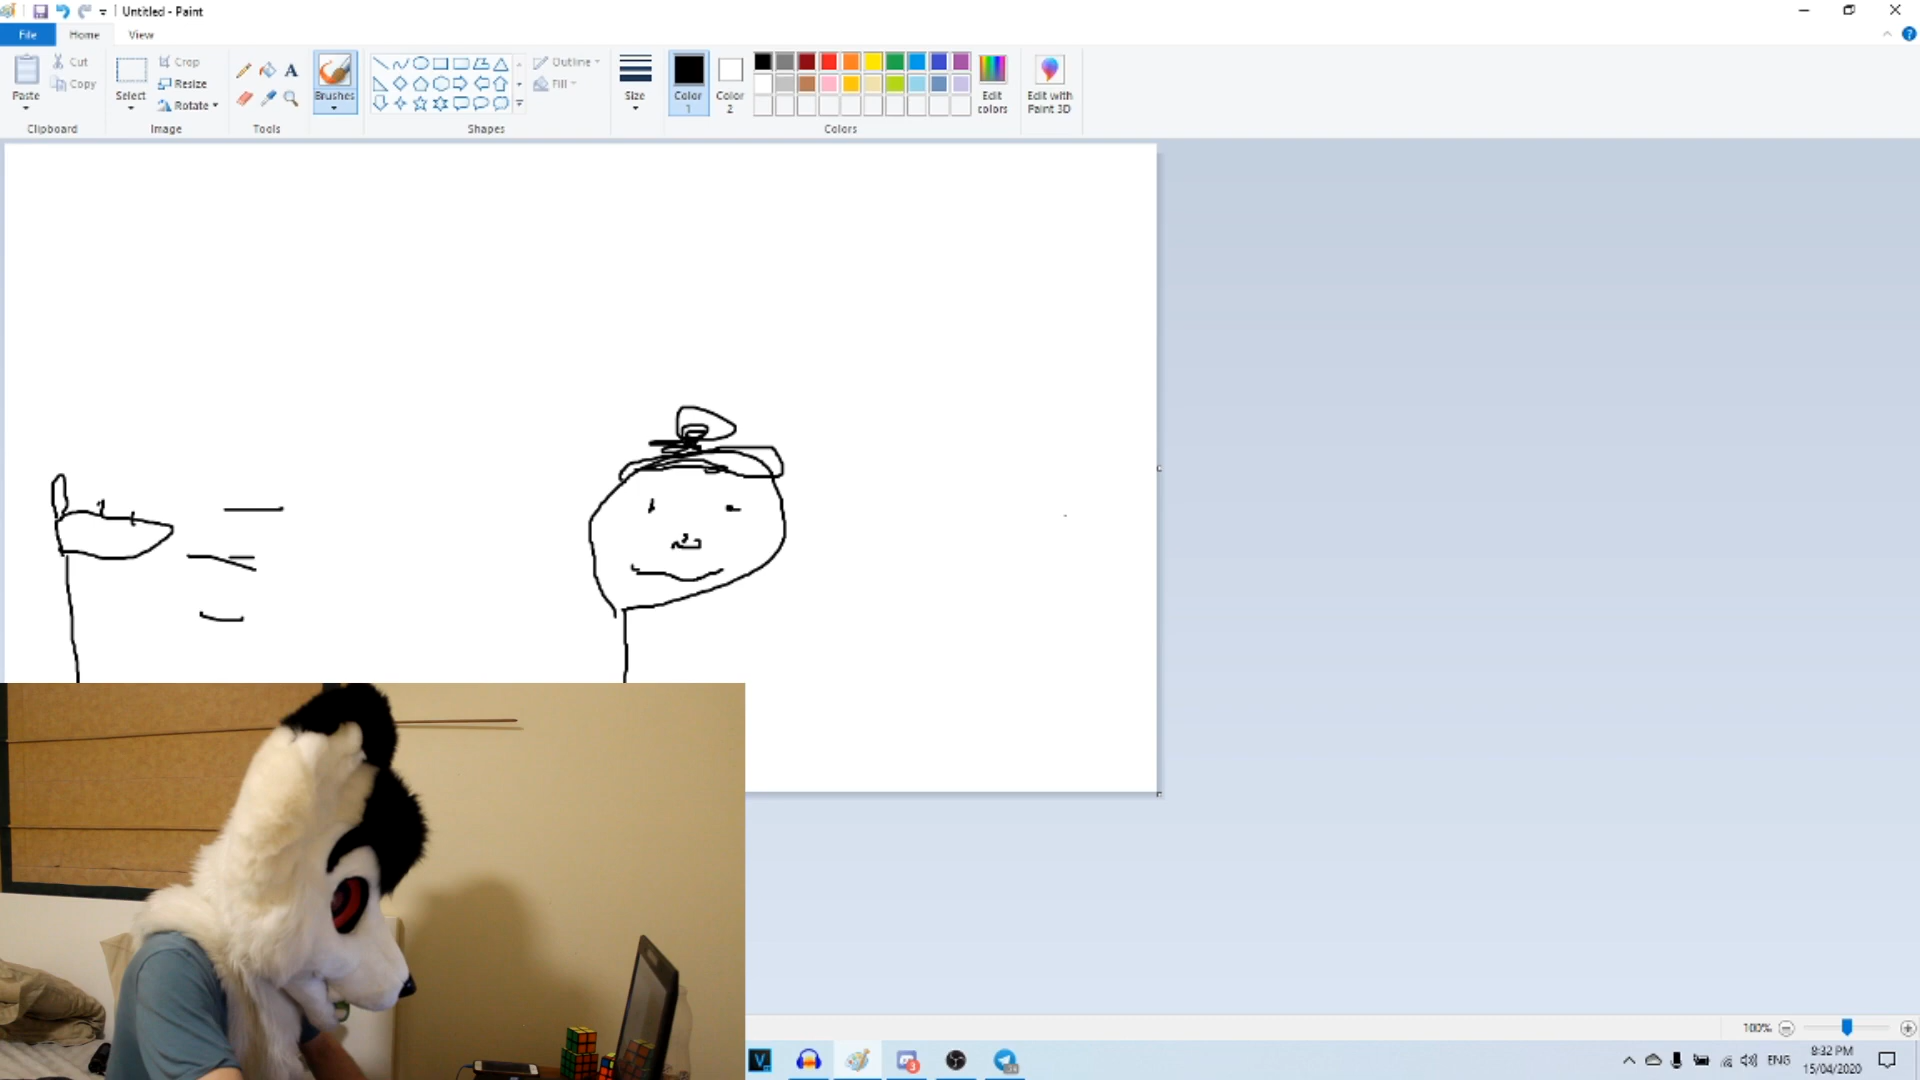 Untitled - Paint
File Home View
Paste
Cut
Copy
Clipboard
Select
Crop
Resize
Rotate
Image
A
Tools
Brushes
Shapes
Outline
Fill
Size
Color 1
Color 2
Colors
Edit colors
Edit with Paint 3D
100%
V
3
ENG
8:32 PM
15/04/2020